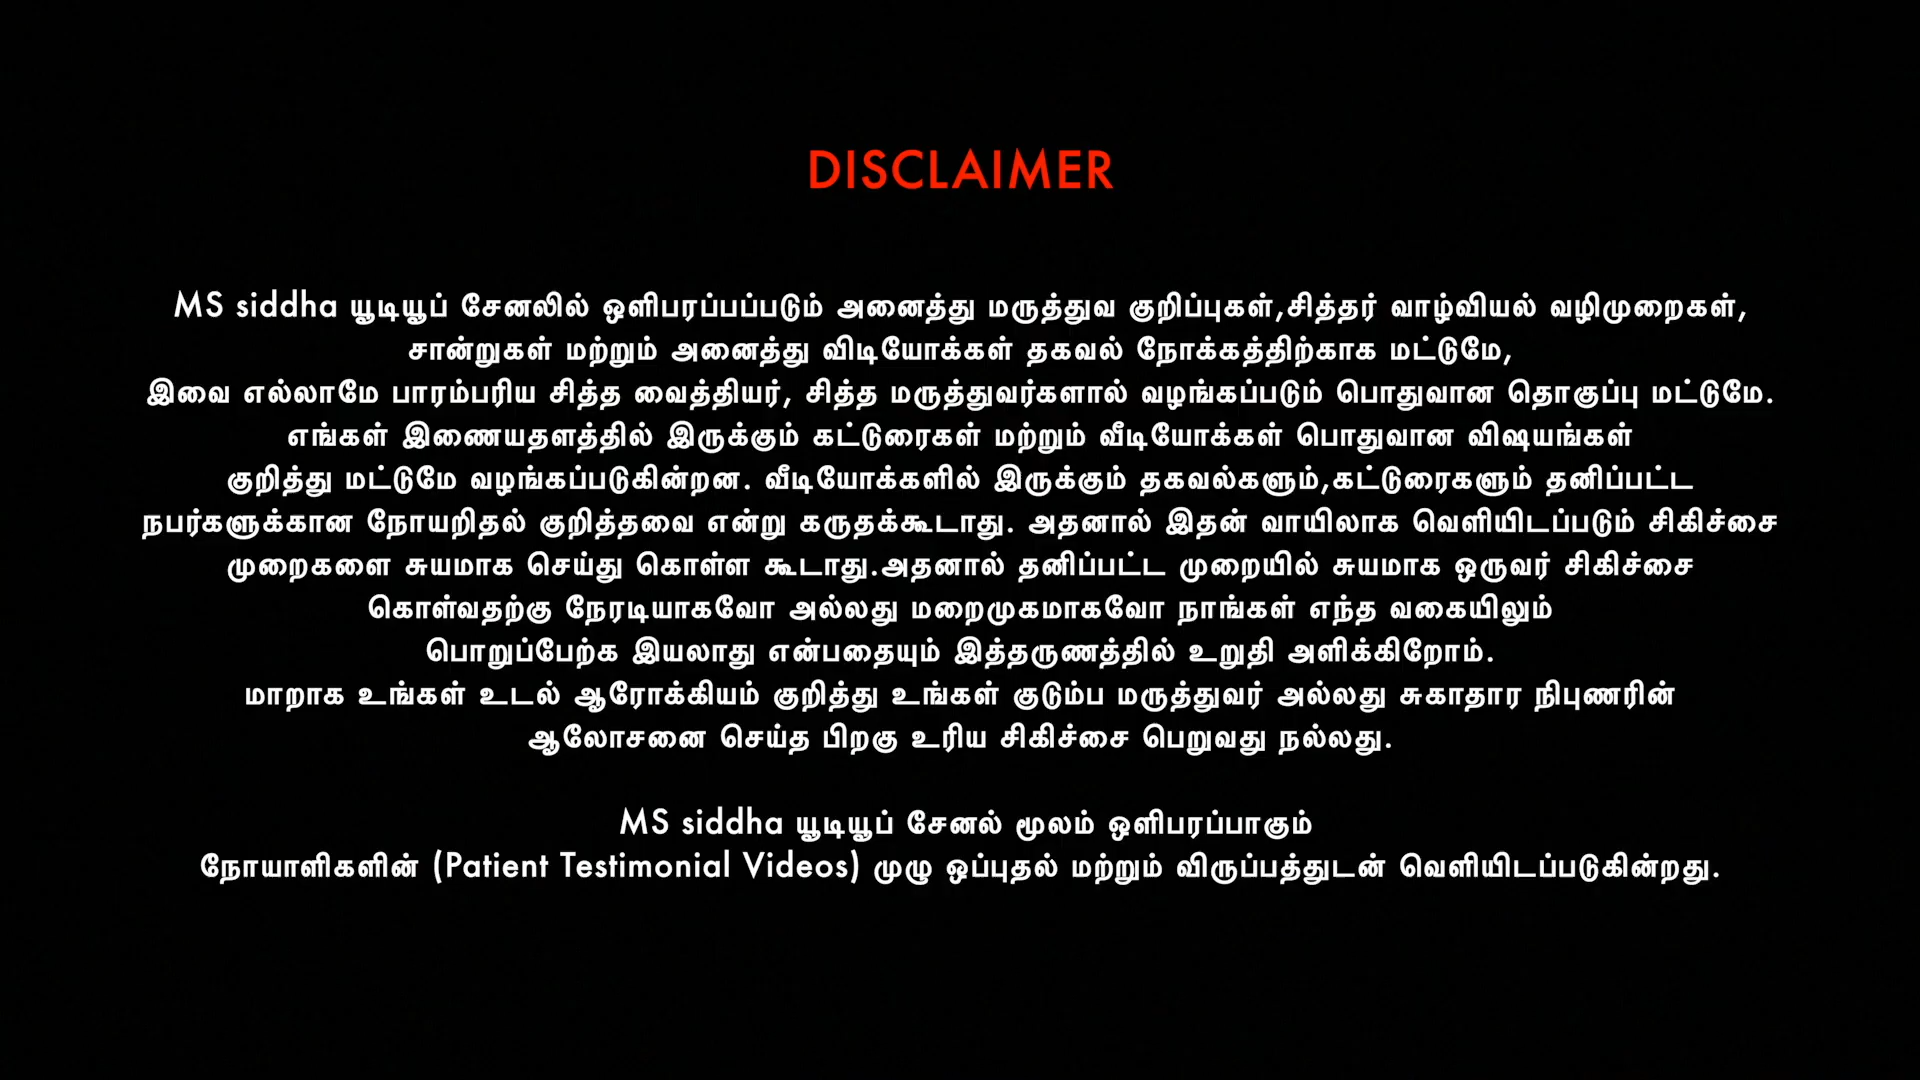 DISCLAIMER
MS siddha யூடியூப் சேனலில் ஒளிபரப்பப்படும் அனைத்து மருத்துவ குறிப்புகள்,சித்தர் வாழ்வியல் வழிமுறைகள்,
சான்றுகள் மற்றும் அனைத்து விடியோக்கள் தகவல் நோக்கத்திற்காக மட்டுமே,
இவை எல்லாமே பாரம்பரிய சித்த வைத்தியர், சித்த மருத்துவர்களால் வழங்கப்படும் பொதுவான தொகுப்பு மட்டுமே.
எங்கள் இணையதளத்தில் இருக்கும் கட்டுரைகள் மற்றும் வீடியோக்கள் பொதுவான விஷயங்கள்
குறித்து மட்டுமே வழங்கப்படுகின்றன. வீடியோக்களில் இருக்கும் தகவல்களும்,கட்டுரைகளும் தனிப்பட்ட
நபர்களுக்கான நோயறிதல் குறித்தவை என்று கருதக்கூடாது. அதனால் இதன் வாயிலாக வெளியிடப்படும் சிகிச்சை
முறைகளை சுயமாக செய்து கொள்ள கூடாது.அதனால் தனிப்பட்ட முறையில் சுயமாக ஒருவர் சிகிச்சை
கொள்வதற்கு நேரடியாகவோ அல்லது மறைமுகமாகவோ நாங்கள் எந்த வகையிலும்
பொறுப்பேற்க இயலாது என்பதையும் இத்தருணத்தில் உறுதி அளிக்கிறோம்.
மாறாக உங்கள் உடல் ஆரோக்கியம் குறித்து உங்கள் குடும்ப மருத்துவர் அல்லது சுகாதார நிபுணரின்
ஆலோசனை செய்த பிறகு உரிய சிகிச்சை பெறுவது நல்லது.
MS siddha யூடியூப் சேனல் மூலம் ஒளிபரப்பாகும்
நோயாளிகளின் (Patient Testimonial Videos) முழு ஒப்புதல் மற்றும் விருப்பத்துடன் வெளியிடப்படுகின்றது.